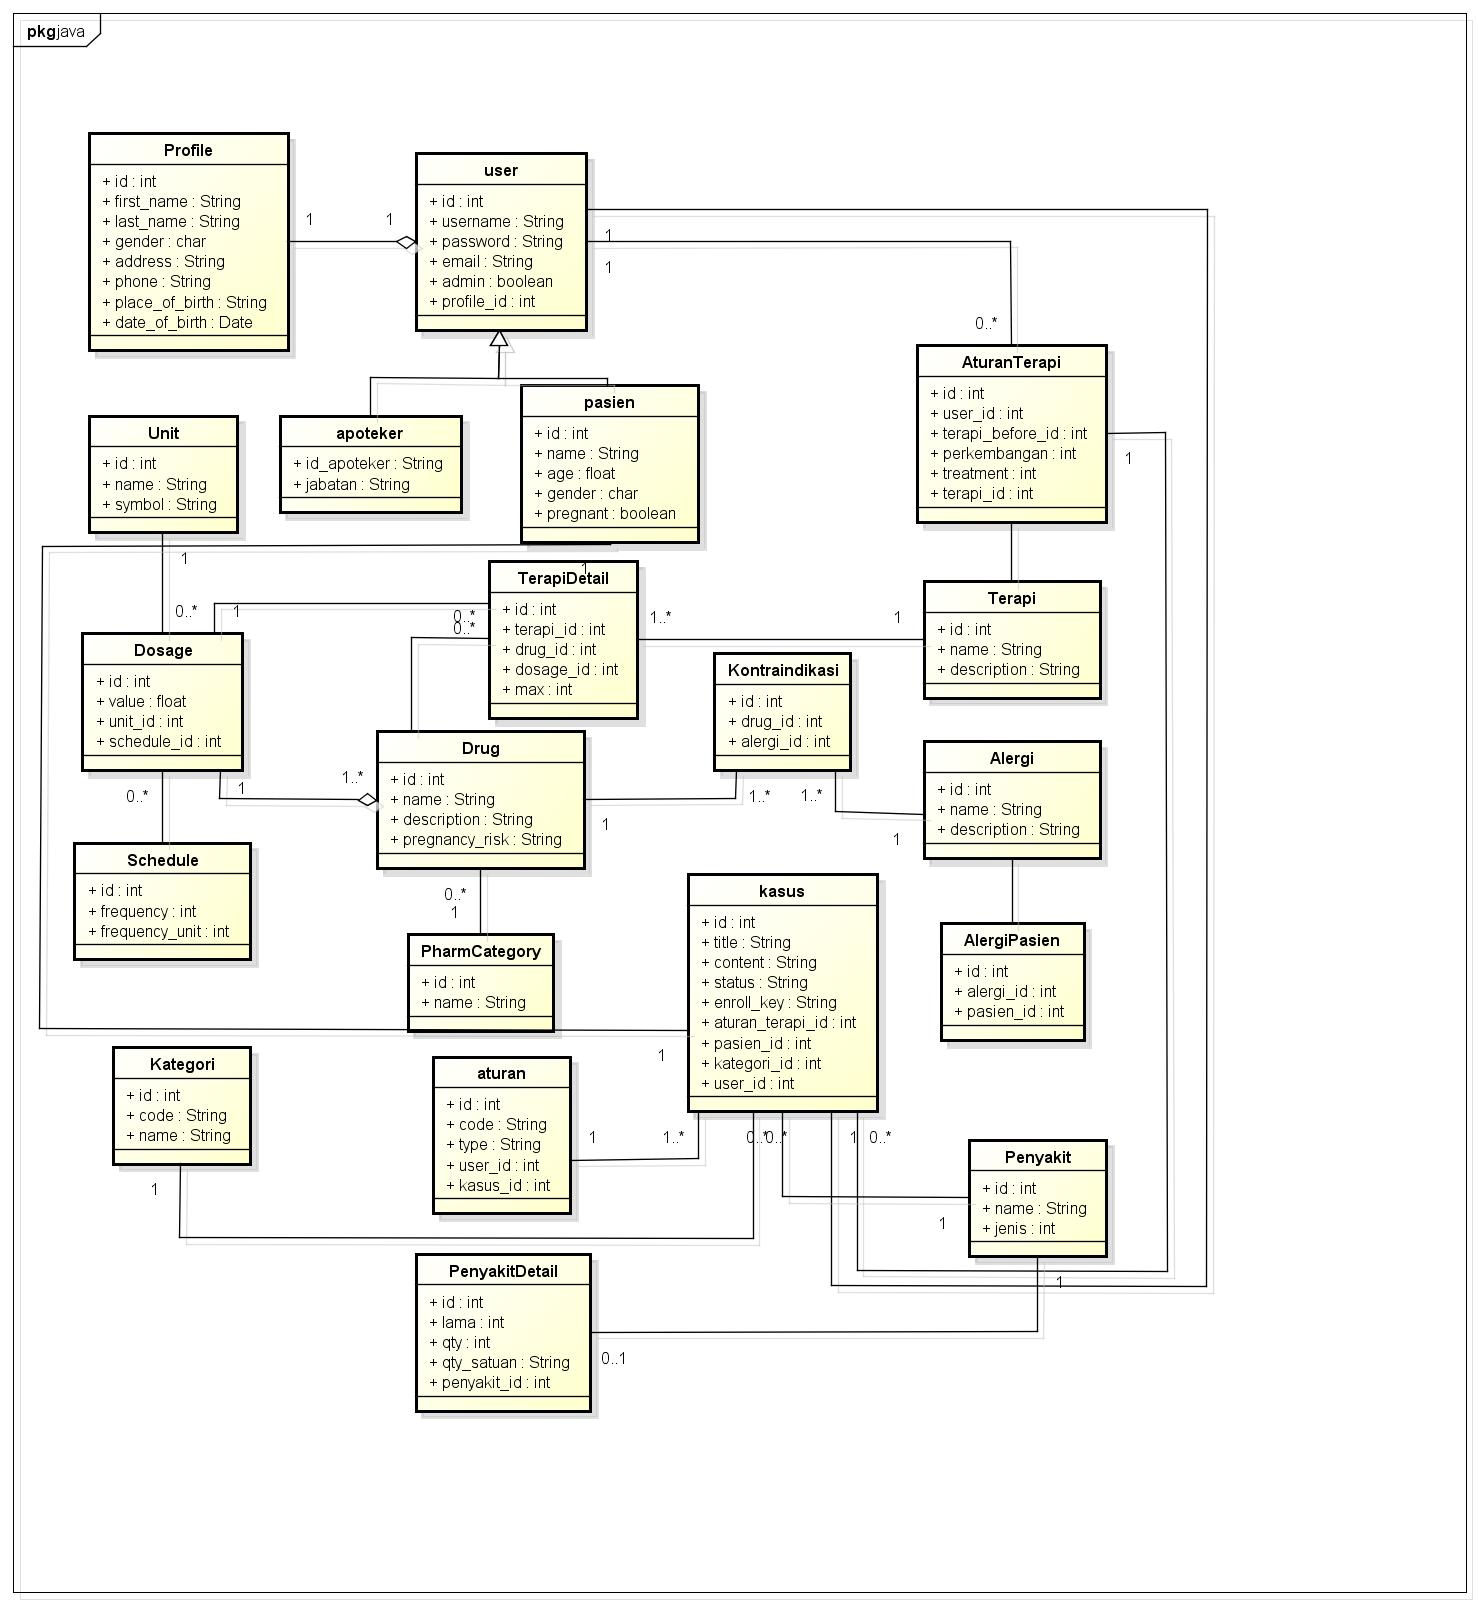 pkg java
Profile
+ id : int
+ first_name : String
+ last_name : String
+ gender : char
+ address : String
+ phone : String
+ place_of_birth : String
+ date_of_birth : Date
1
1
user
+ id : int
+ username : String
+ password : String
+ email : String
+ admin : boolean
+ profile_id : int
1
1
0..*
AturanTerapi
+ id : int
+ user_id : int
+ terapi_before_id : int
+ perkembangan : int
+ treatment : int
+ terapi_id : int
1
Unit
+ id : int
+ name : String
+ symbol : String
apoteker
+ id_apoteker : String
+ jabatan : String
pasien
+ id : int
+ name : String
+ age : float
+ gender : char
+ pregnant : boolean
1
1
0..*
1
0..*
0..*
TerapiDetail
+ id : int
+ terapi_id : int
+ drug_id : int
+ dosage_id : int
+ max : int
1..*
1
Terapi
+ id : int
+ name : String
+ description : String
Dosage
+ id : int
+ value : float
+ unit_id : int
+ schedule_id : int
0..*
1
1..*
Kontraindikasi
+ id : int
+ drug_id : int
+ alergi_id : int
1..*
1..*
Drug
+ id : int
+ name : String
+ description : String
+ pregnancy_risk : String
1
1
Alergi
+ id : int
+ name : String
+ description : String
Schedule
+ id : int
+ frequency : int
+ frequency_unit : int
0..*
1
PharmCategory
+ id : int
+ name : String
kasus
+ id : int
+ title : String
+ content : String
+ status : String
+ enroll_key : String
+ aturan_terapi_id : int
+ pasien_id : int
+ kategori_id : int
+ user_id : int
1
AlergiPasien
+ id : int
+ alergi_id : int
+ pasien_id : int
Kategori
+ id : int
+ code : String
+ name : String
1
aturan
+ id : int
+ code : String
+ type : String
+ user_id : int
+ kasus_id : int
1
1..*
0..*
0..*
1
0..*
Penyakit
+ id : int
+ name : String
+ jenis : int
1
1
PenyakitDetail
+ id : int
+ lama : int
+ qty : int
+ qty_satuan : String
+ penyakit_id : int
0..1